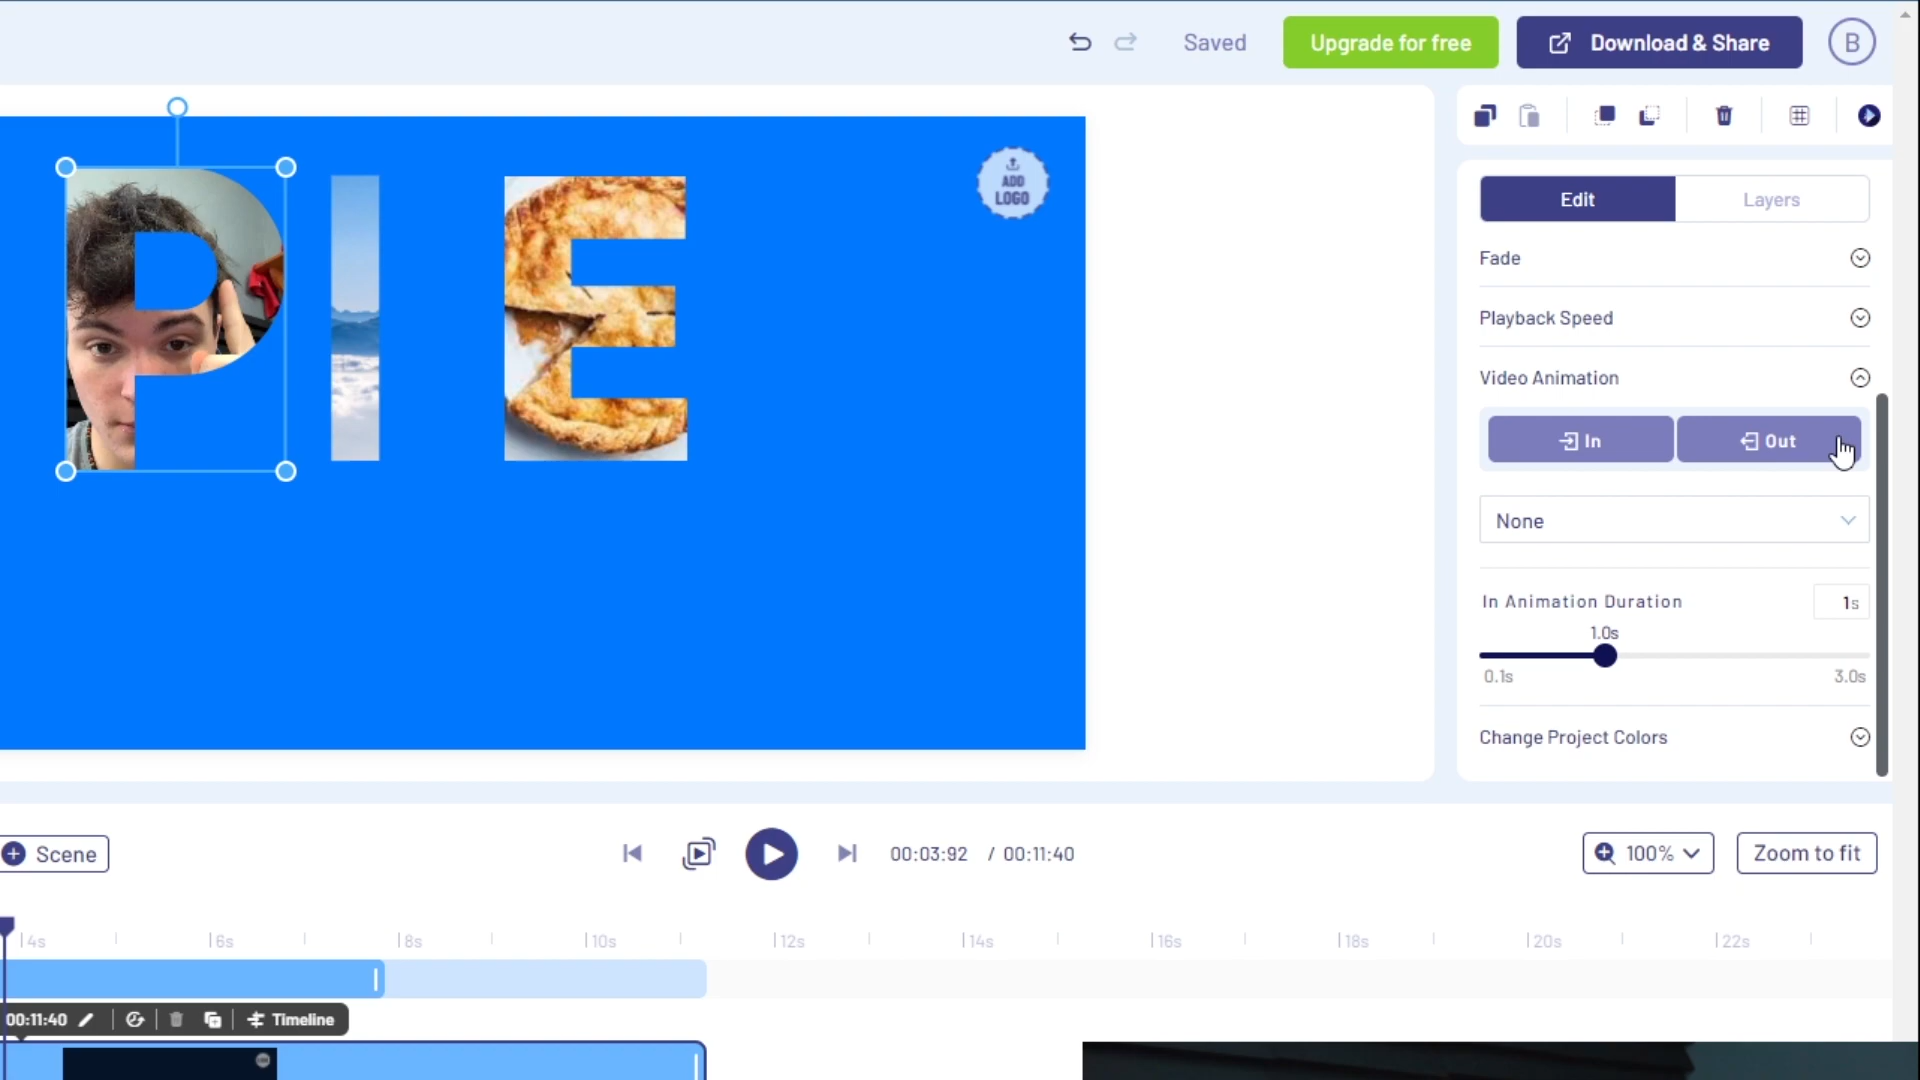 Saved
Upgrade for free
Download & Share
B
PIE
ADD
LOGO
Edit
Layers
Fade
Playback Speed
Video Animation
In
Out
None
In Animation Duration
1s
1.0s
0.1s
3.0s
Change Project Colors
Scene
00:03:92 / 00:11:40
100%
Zoom to fit
4s
6s
8s
10s
12s
14s
16s
18s
20s
22s
00:11:40
Timeline